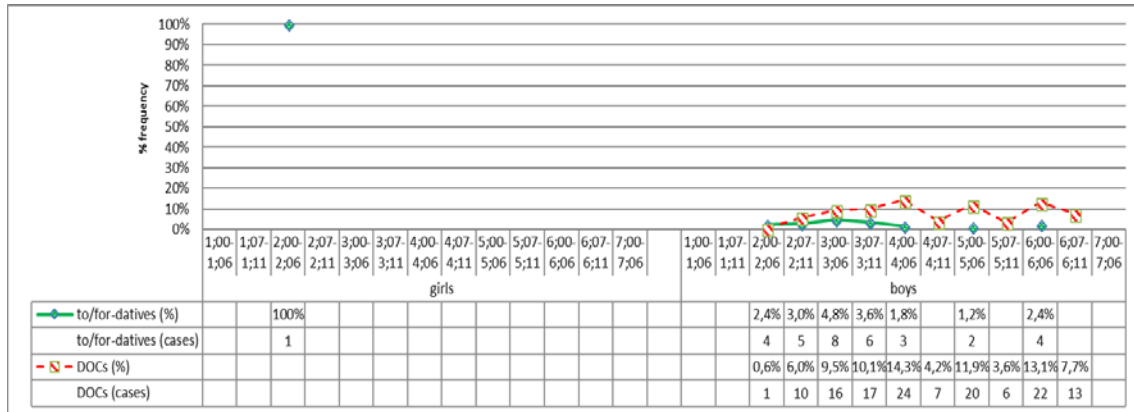 100%
90%
80%
70%
60%
50%
40%
30%
20%
10%
0%
% frequency
1;00- 1;07- 2;00- 2;07- 3;00- 3;07- 4;00- 4;07- 5;00- 5;07- 6;00- 6;07- 7;00- 1;00- 1;07- 2;00- 2;07- 3;00- 3;07- 4;00- 4;07- 5;00- 5;07- 6;00- 6;07- 7;00-
1;06 1;11 2;06 2;11 3;06 3;11 4;06 4;11 5;06 5;11 6;06 6;11 7;06 1;06 1;11 2;06 2;11 3;06 3;11 4;06 4;11 5;06 5;11 6;06 6;11 7;06
girls boys
to/for-datives (%) 100% 2,4% 3,0% 4,8% 3,6% 1,8% 1,2% 2,4%
to/for-datives (cases) 1 4 5 8 6 3 2 4
DOCs (%) 0,6% 6,0% 9,5% 10,1% 14,3% 4,2% 11,9% 3,6% 13,1% 7,7%
DOCs (cases) 1 10 16 17 24 7 20 6 22 13